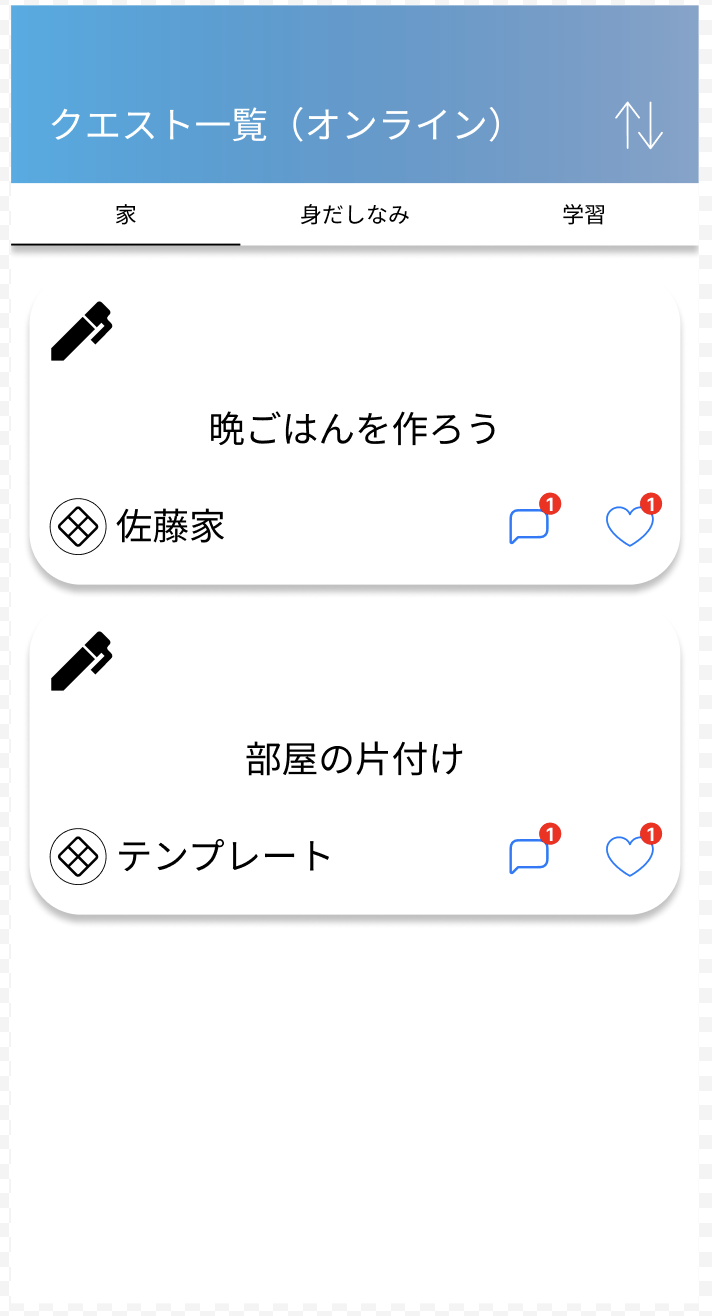 クエスト一覧（オンライン）
家 身だしなみ 学習
晩ごはんを作ろう
佐藤家 1 1
部屋の片付け
テンプレート 1 1